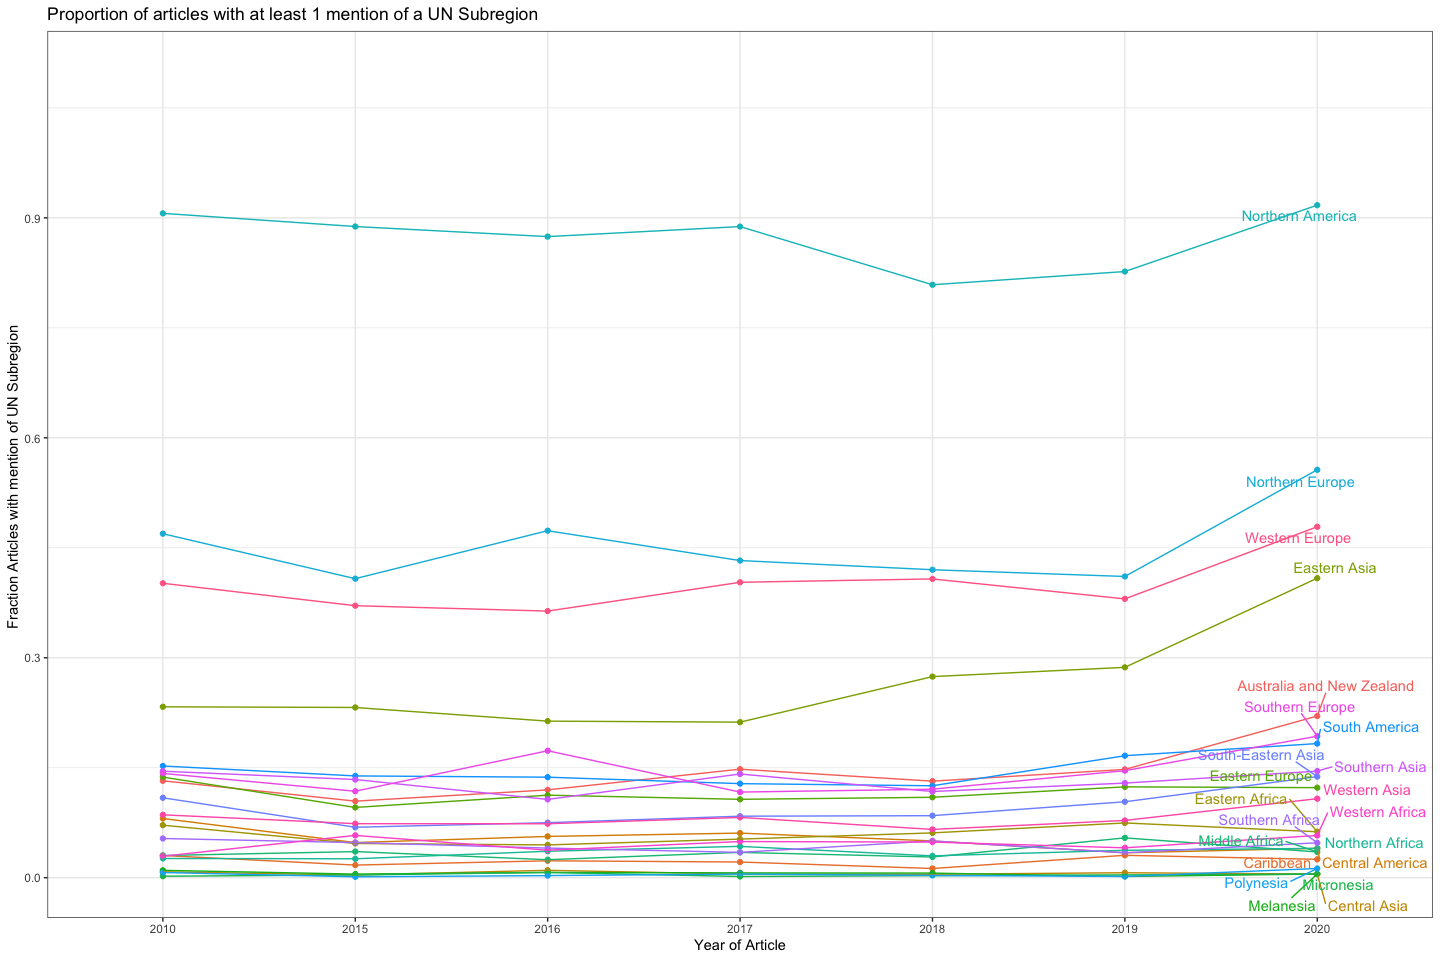 Proportion of articles with at least 1 mention of a UN Subregion
Fraction Articles with mention of UN Subregion
0.9
0.6
0.3
0.0
Northern America
Northern Europe
Western Europe
Eastern Asia
Australia and New Zealand
Southern Europe
South America
South-Eastern Asia
Southern Asia
Eastern Europe
Western Asia
Eastern Africa
Western Africa
Southern Africa
Middle Africa
Northern Africa
Caribbean
Central America
Polynesia
Micronesia
Melanesia
Central Asia
2010
2015
2016
2017
2018
2019
2020
Year of Article